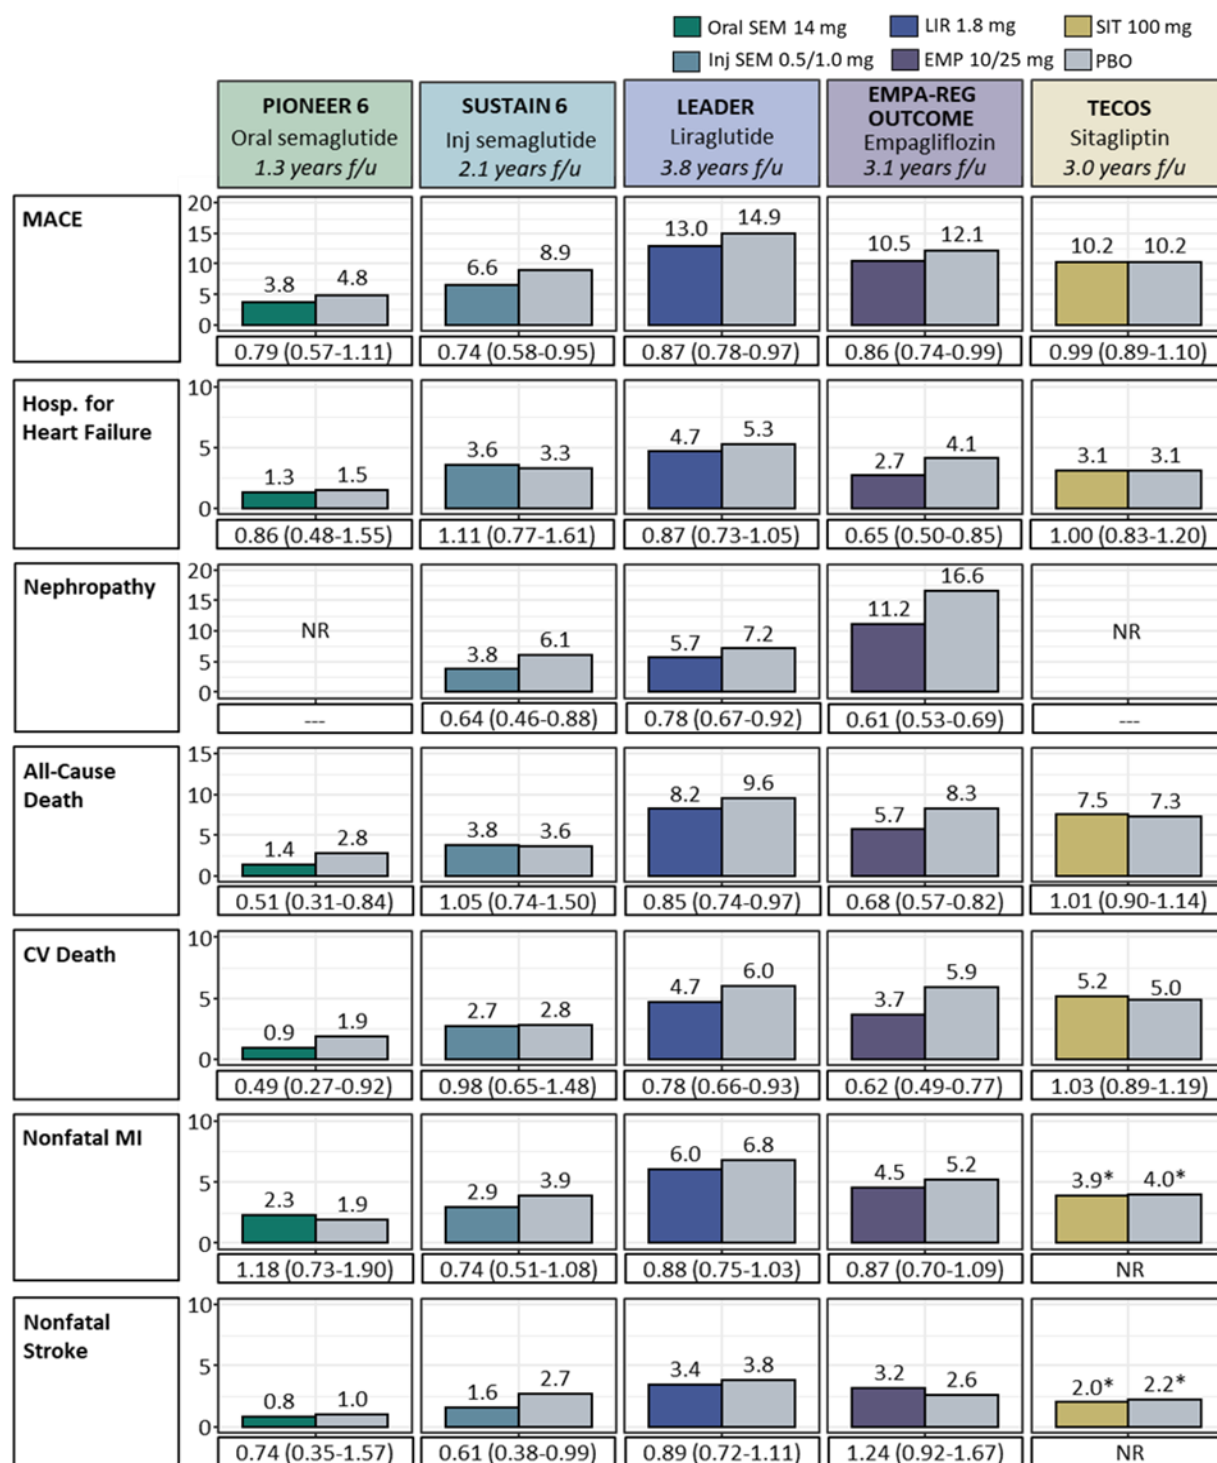 Oral SEM 14 mg LIR 1.8 mg SIT 100 mg
Inj SEM 0.5/1.0 mg EMP 10/25 mg PBO
PIONEER 6
Oral semaglutide
1.3 years f/u
SUSTAIN 6
Inj semaglutide
2.1 years f/u
LEADER
Liraglutide
3.8 years f/u
EMPA-REG
OUTCOME
Empagliflozin
3.1 years f/u
TECOS
Sitagliptin
3.0 years f/u
MACE
20
15
10
5
0
3.8 4.8 6.6 8.9 13.0 14.9 10.5 12.1 10.2 10.2
0.79 (0.57-1.11) 0.74 (0.58-0.95) 0.87 (0.78-0.97) 0.86 (0.74-0.99) 0.99 (0.89-1.10)
Hosp. for
Heart Failure
10
5
0
1.3 1.5 3.6 3.3 4.7 5.3 2.7 4.1 3.1 3.1
0.86 (0.48-1.55) 1.11 (0.77-1.61) 0.87 (0.73-1.05) 0.65 (0.50-0.85) 1.00 (0.83-1.20)
Nephropathy
20
15
10
5
0
NR 3.8 6.1 5.7 7.2 11.2 16.6 NR
--- 0.64 (0.46-0.88) 0.78 (0.67-0.92) 0.61 (0.53-0.69) ---
All-Cause
Death
15
10
5
0
1.4 2.8 3.8 3.6 8.2 9.6 5.7 8.3 7.5 7.3
0.51 (0.31-0.84) 1.05 (0.74-1.50) 0.85 (0.74-0.97) 0.68 (0.57-0.82) 1.01 (0.90-1.14)
CV Death
10
5
0
0.9 1.9 2.7 2.8 4.7 6.0 3.7 5.9 5.2 5.0
0.49 (0.27-0.92) 0.98 (0.65-1.48) 0.78 (0.66-0.93) 0.62 (0.49-0.77) 1.03 (0.89-1.19)
Nonfatal MI
10
5
0
2.3 1.9 2.9 3.9 6.0 6.8 4.5 5.2 3.9* 4.0*
1.18 (0.73-1.90) 0.74 (0.51-1.08) 0.88 (0.75-1.03) 0.87 (0.70-1.09) NR
Nonfatal
Stroke
10
5
0
0.8 1.0 1.6 2.7 3.4 3.8 3.2 2.6 2.0* 2.2*
0.74 (0.35-1.57) 0.61 (0.38-0.99) 0.89 (0.72-1.11) 1.24 (0.92-1.67) NR